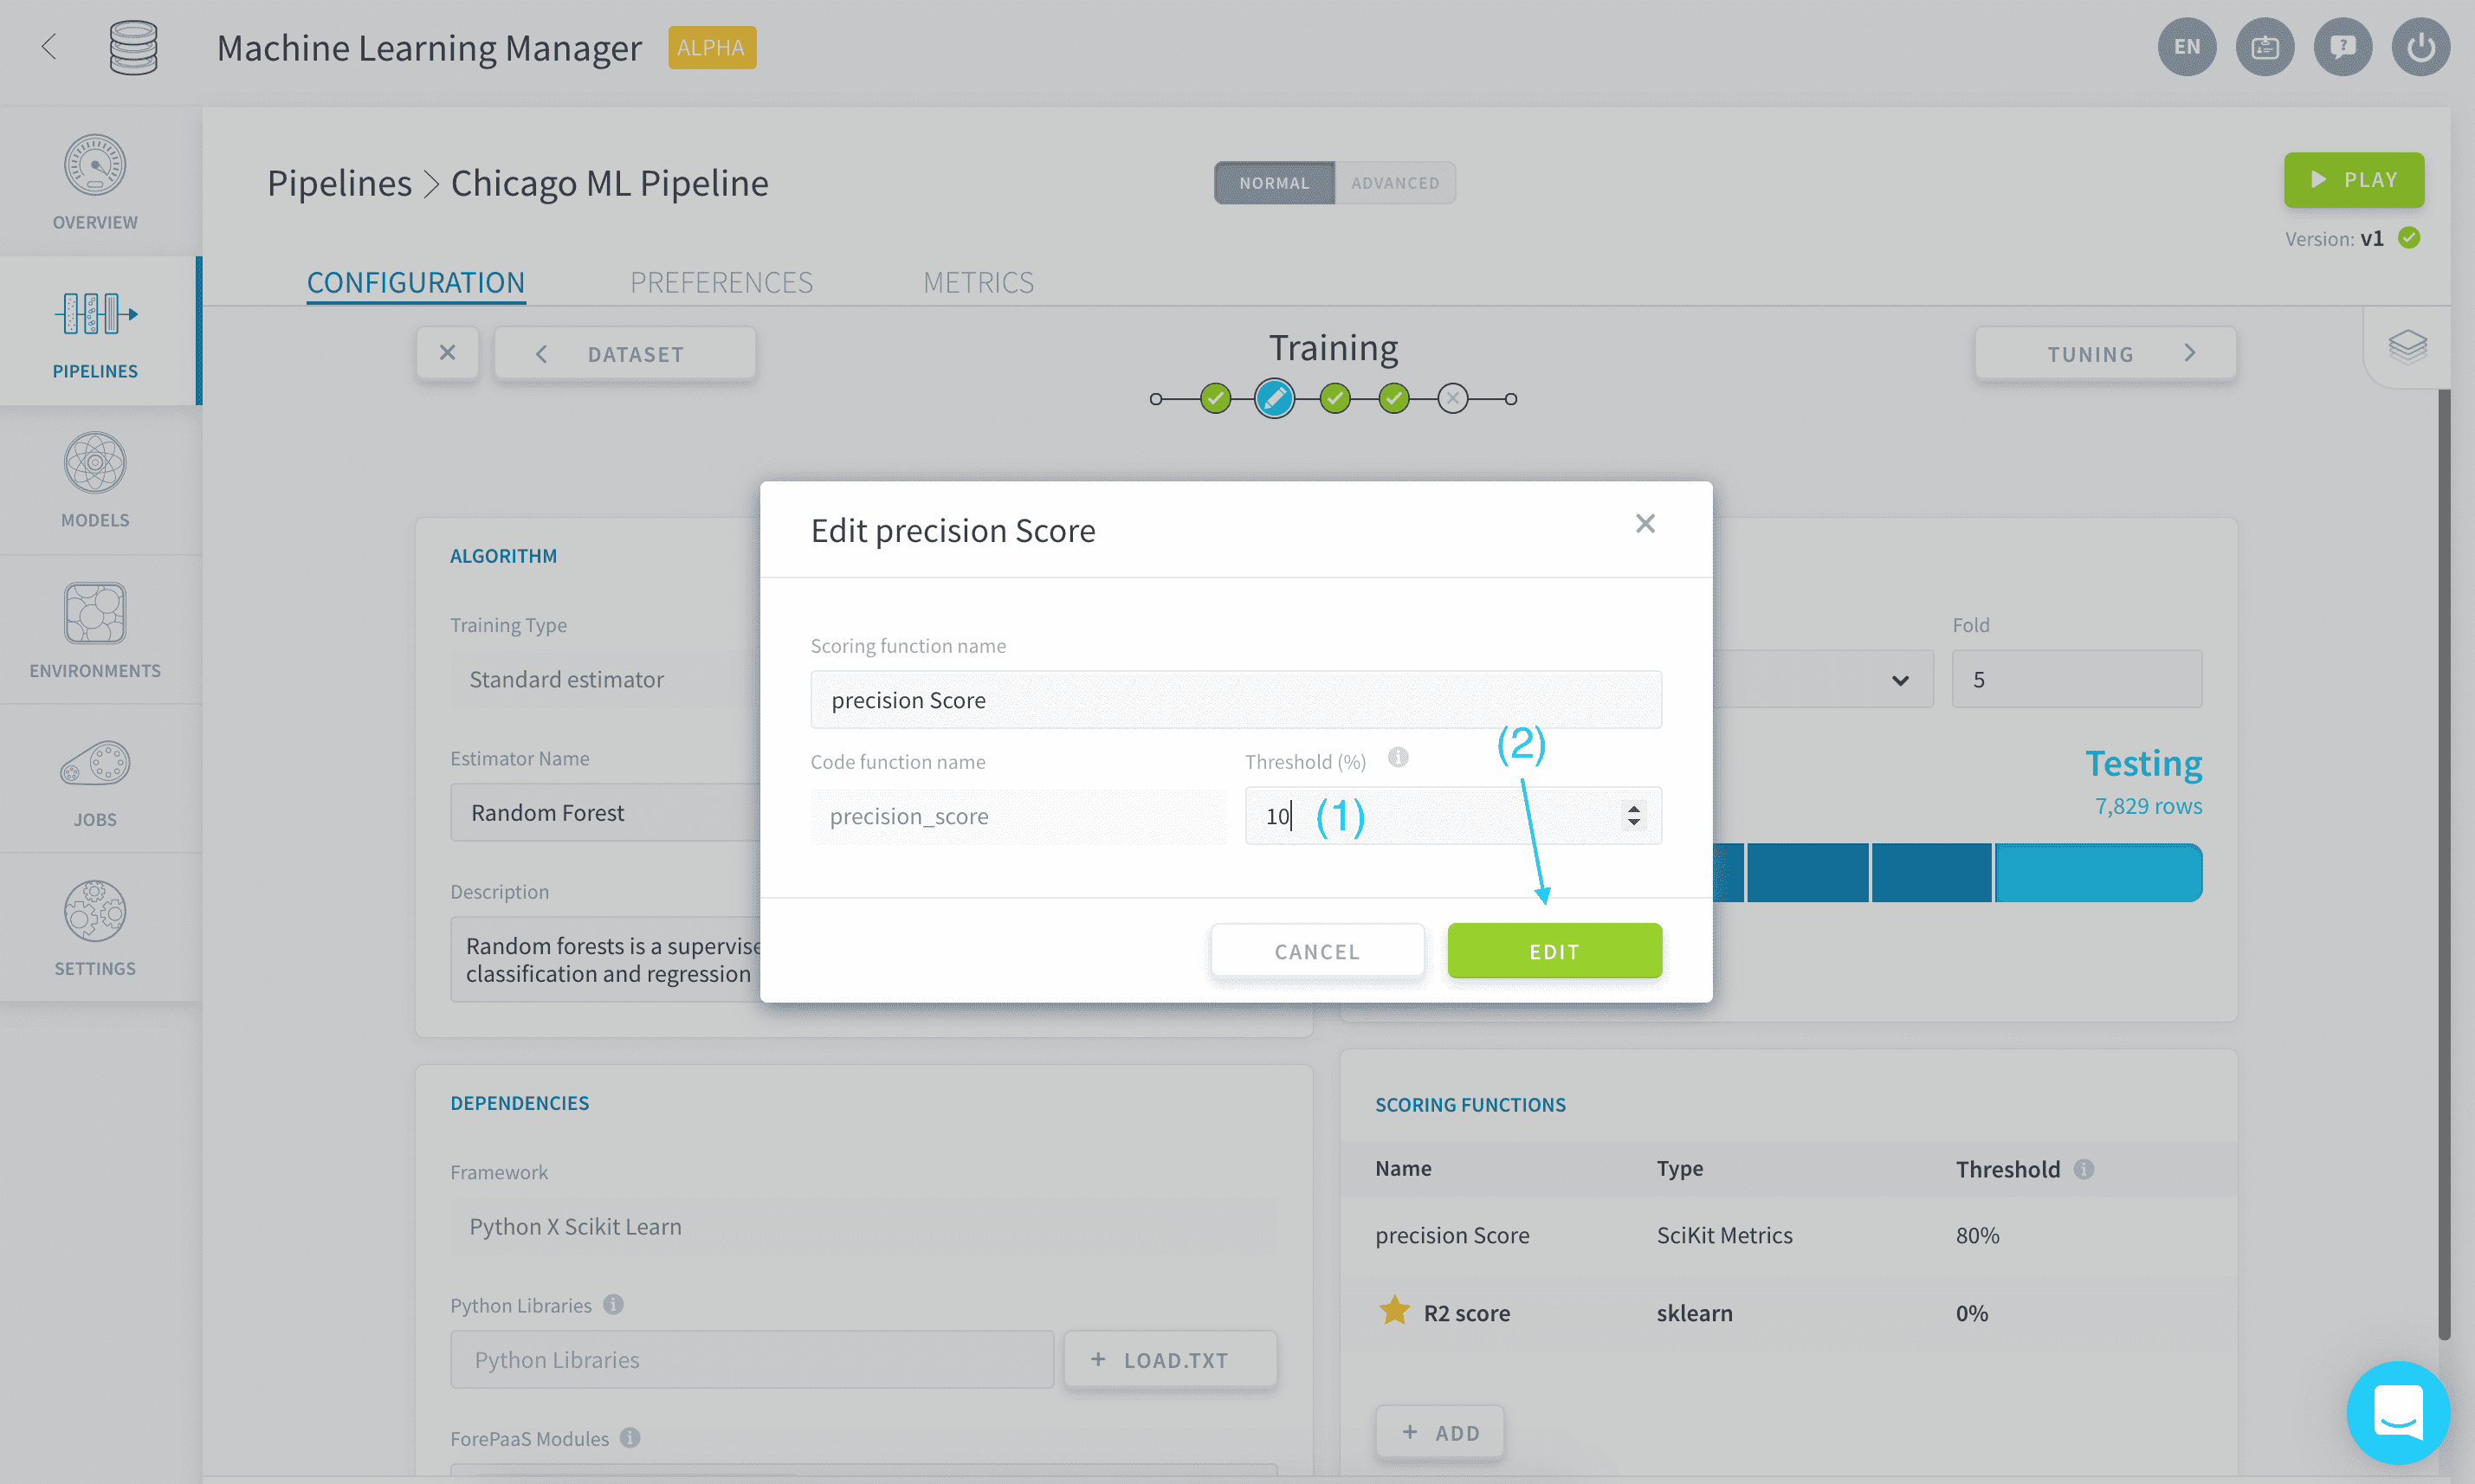 Machine Learning Manager ALPHA
EN
Pipelines > Chicago ML Pipeline
NORMAL ADVANCED
PLAY
Version: v1
OVERVIEW
PIPELINES
MODELS
ENVIRONMENTS
JOBS
SETTINGS
CONFIGURATION PREFERENCES METRICS
DATASET
Training
TUNING
ALGORITHM
Training Type
Standard estimator
Estimator Name
Random Forest
Description
Random forests is a supervise
classification and regression
Edit precision Score
Scoring function name
precision Score
Code function name
precision_score
Threshold (%)
10
(1)
(2)
CANCEL
EDIT
Fold
5
Testing
7,829 rows
DEPENDENCIES
Framework
Python X Scikit Learn
Python Libraries
Python Libraries
+ LOAD.TXT
ForePaaS Modules
SCORING FUNCTIONS
Name Type Threshold
precision Score SciKit Metrics 80%
R2 score sklearn 0%
+ ADD